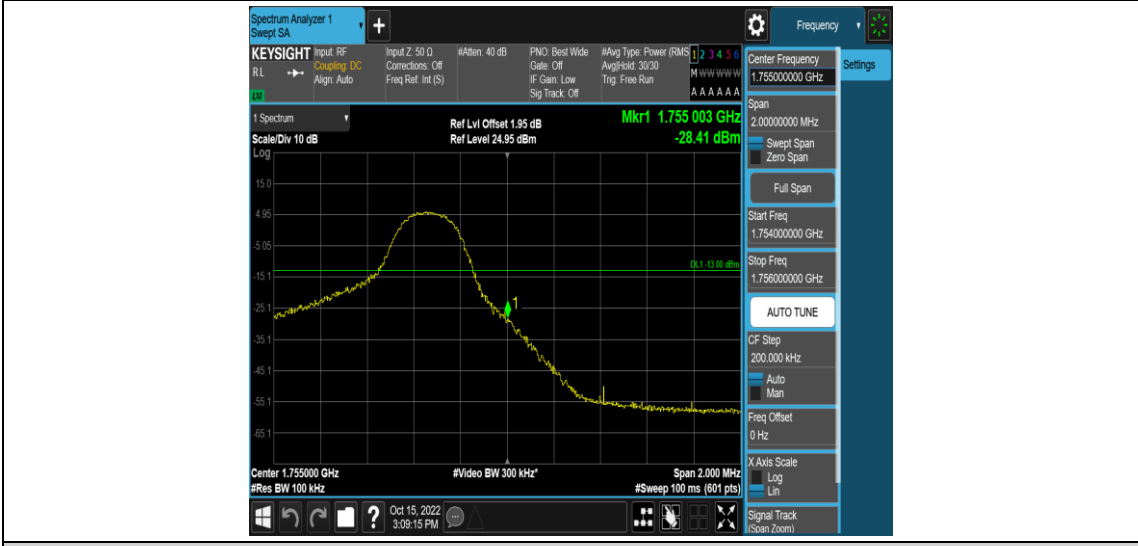 Spectrum Analyzer 1
Swept SA
+
Frequency
KEYSIGHT
R L
Input: RF
Coupling: DC
Align: Auto
Input Z: 50 Ω
Corrections: Off
Freq Ref: Int (S)
#Atten: 40 dB
PNO: Best Wide
Gate: Off
IF Gain: Low
Sig Track: Off
#Avg Type: Power (RMS
Avg|Hold: 30/30
Trig: Free Run
1 2 3 4 5 6
M W W W W W
A A A A A A
1 Spectrum
Scale/Div 10 dB
Log
Ref Lvl Offset 1.95 dB
Ref Level 24.95 dBm
Mkr1 1.755 003 GHz
-28.41 dBm
15.0
4.95
-5.05
-15.1
-25.1
-35.1
-45.1
-55.1
-65.1
DL1 -13.00 dBm
1
Center 1.755000 GHz
#Res BW 100 kHz
#Video BW 300 kHz*
Span 2.000 MHz
#Sweep 100 ms (601 pts)
Center Frequency
1.755000000 GHz
Settings
Span
2.00000000 MHz
Swept Span
Zero Span
Full Span
Start Freq
1.754000000 GHz
Stop Freq
1.756000000 GHz
AUTO TUNE
CF Step
200.000 kHz
Auto
Man
Freq Offset
0 Hz
X Axis Scale
Log
Lin
Signal Track
(Span Zoom)
?
Oct 15, 2022
3:09:15 PM